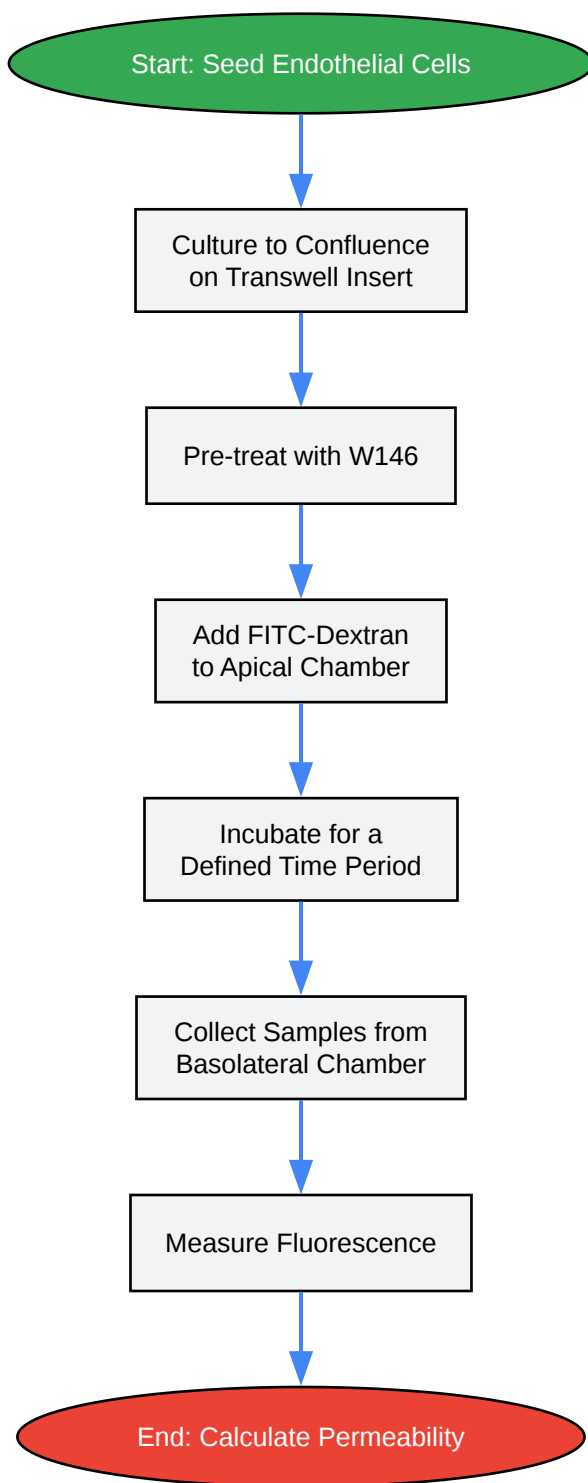 Start: Seed Endothelial Cells
Culture to Confluence
on Transwell Insert
Pre-treat with W146
Add FITC-Dextran
to Apical Chamber
Incubate for a
Defined Time Period
Collect Samples from
Basolateral Chamber
Measure Fluorescence
End: Calculate Permeability